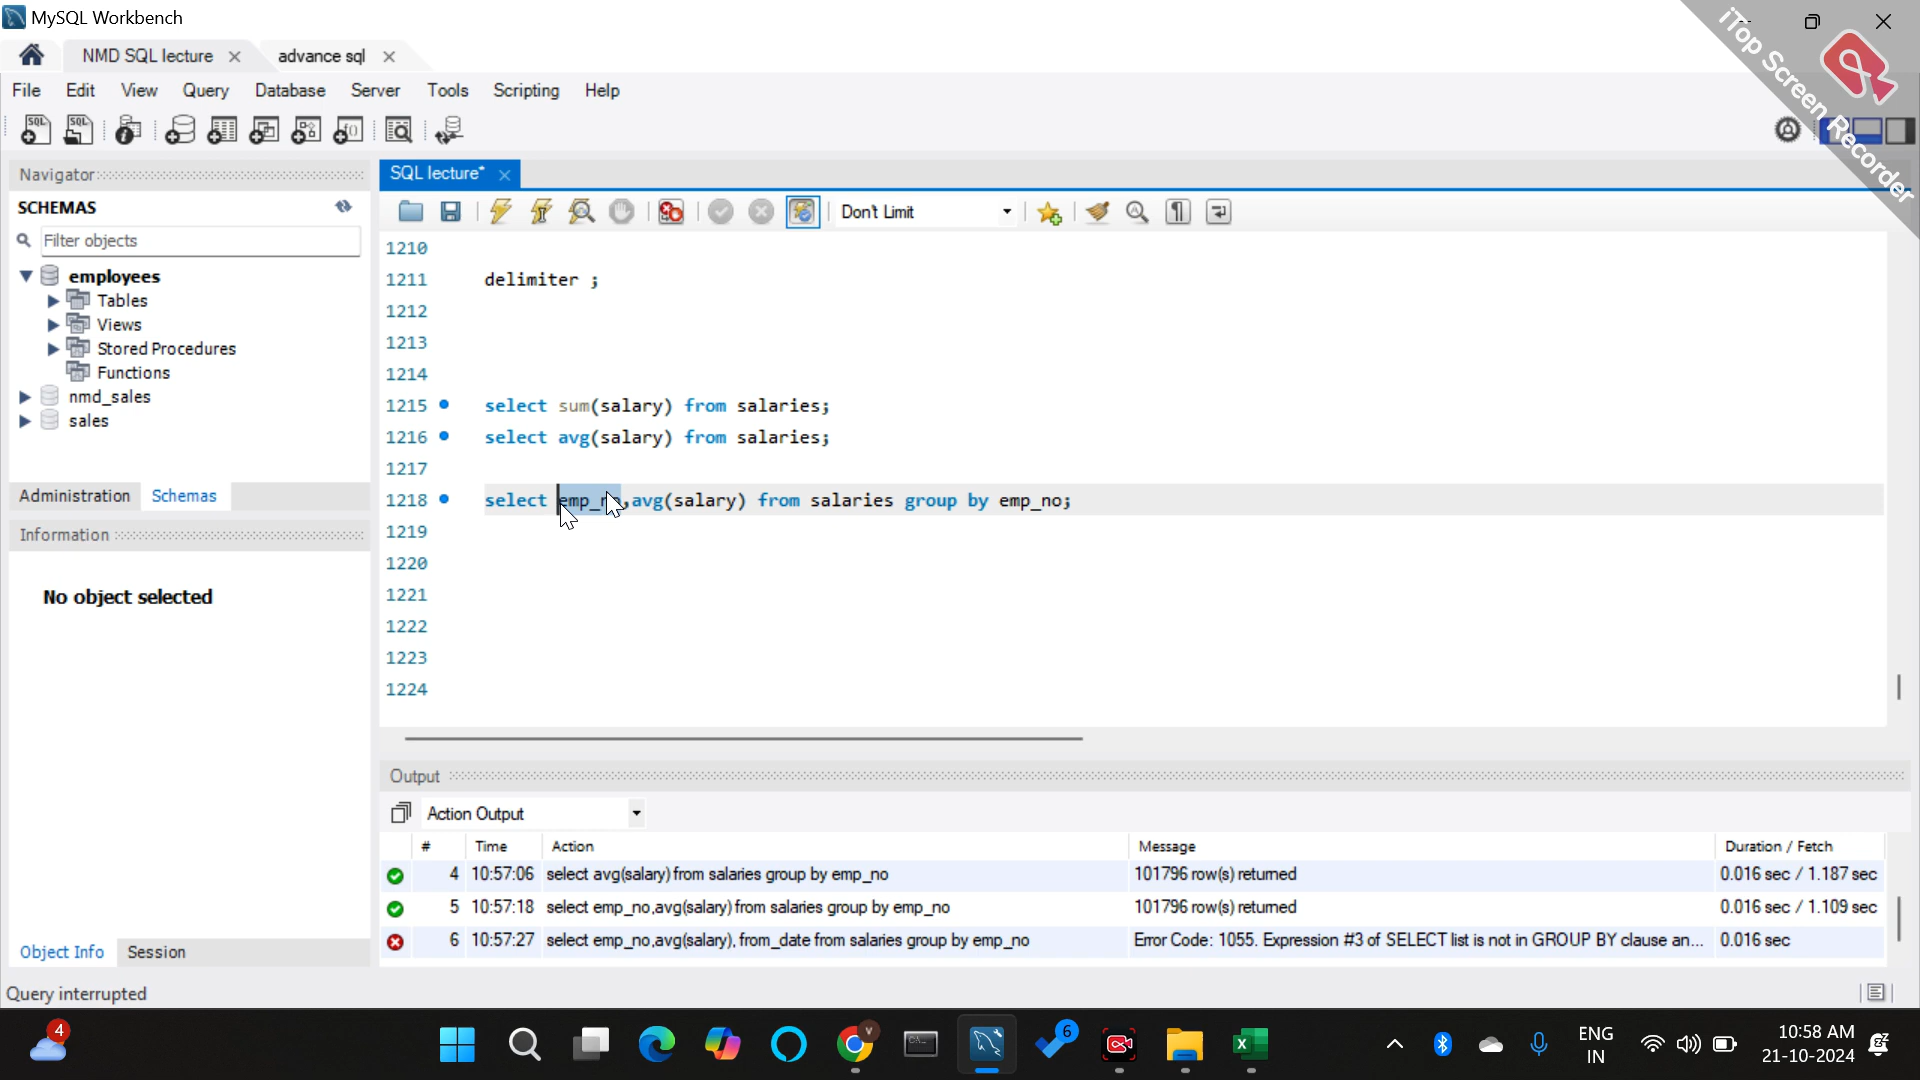 MySQL Workbench
NMD SQL lecture
advance sql
File Edit View Query Database Server Tools Scripting Help
iTop Screen Recorder
Navigator
SCHEMAS
Filter objects
employees
Tables
Views
Stored Procedures
Functions
nmd_sales
sales
Administration Schemas
Information
No object selected
Object Info Session
SQL lecture*
Don't Limit
1210
1211 delimiter ;
1212
1213
1214
1215 select sum(salary) from salaries;
1216 select avg(salary) from salaries;
1217
1218 select emp_no,avg(salary) from salaries group by emp_no;
1219
1220
1221
1222
1223
1224
Output
Action Output
# Time Action Message Duration / Fetch
4 10:57:06 select avg(salary) from salaries group by emp_no 101796 row(s) returned 0.016 sec / 1.187 sec
5 10:57:18 select emp_no,avg(salary) from salaries group by emp_no 101796 row(s) returned 0.016 sec / 1.109 sec
6 10:57:27 select emp_no,avg(salary), from_date from salaries group by emp_no Error Code: 1055. Expression #3 of SELECT list is not in GROUP BY clause an... 0.016 sec
Query interrupted
4
6
ENG
IN
10:58 AM
21-10-2024